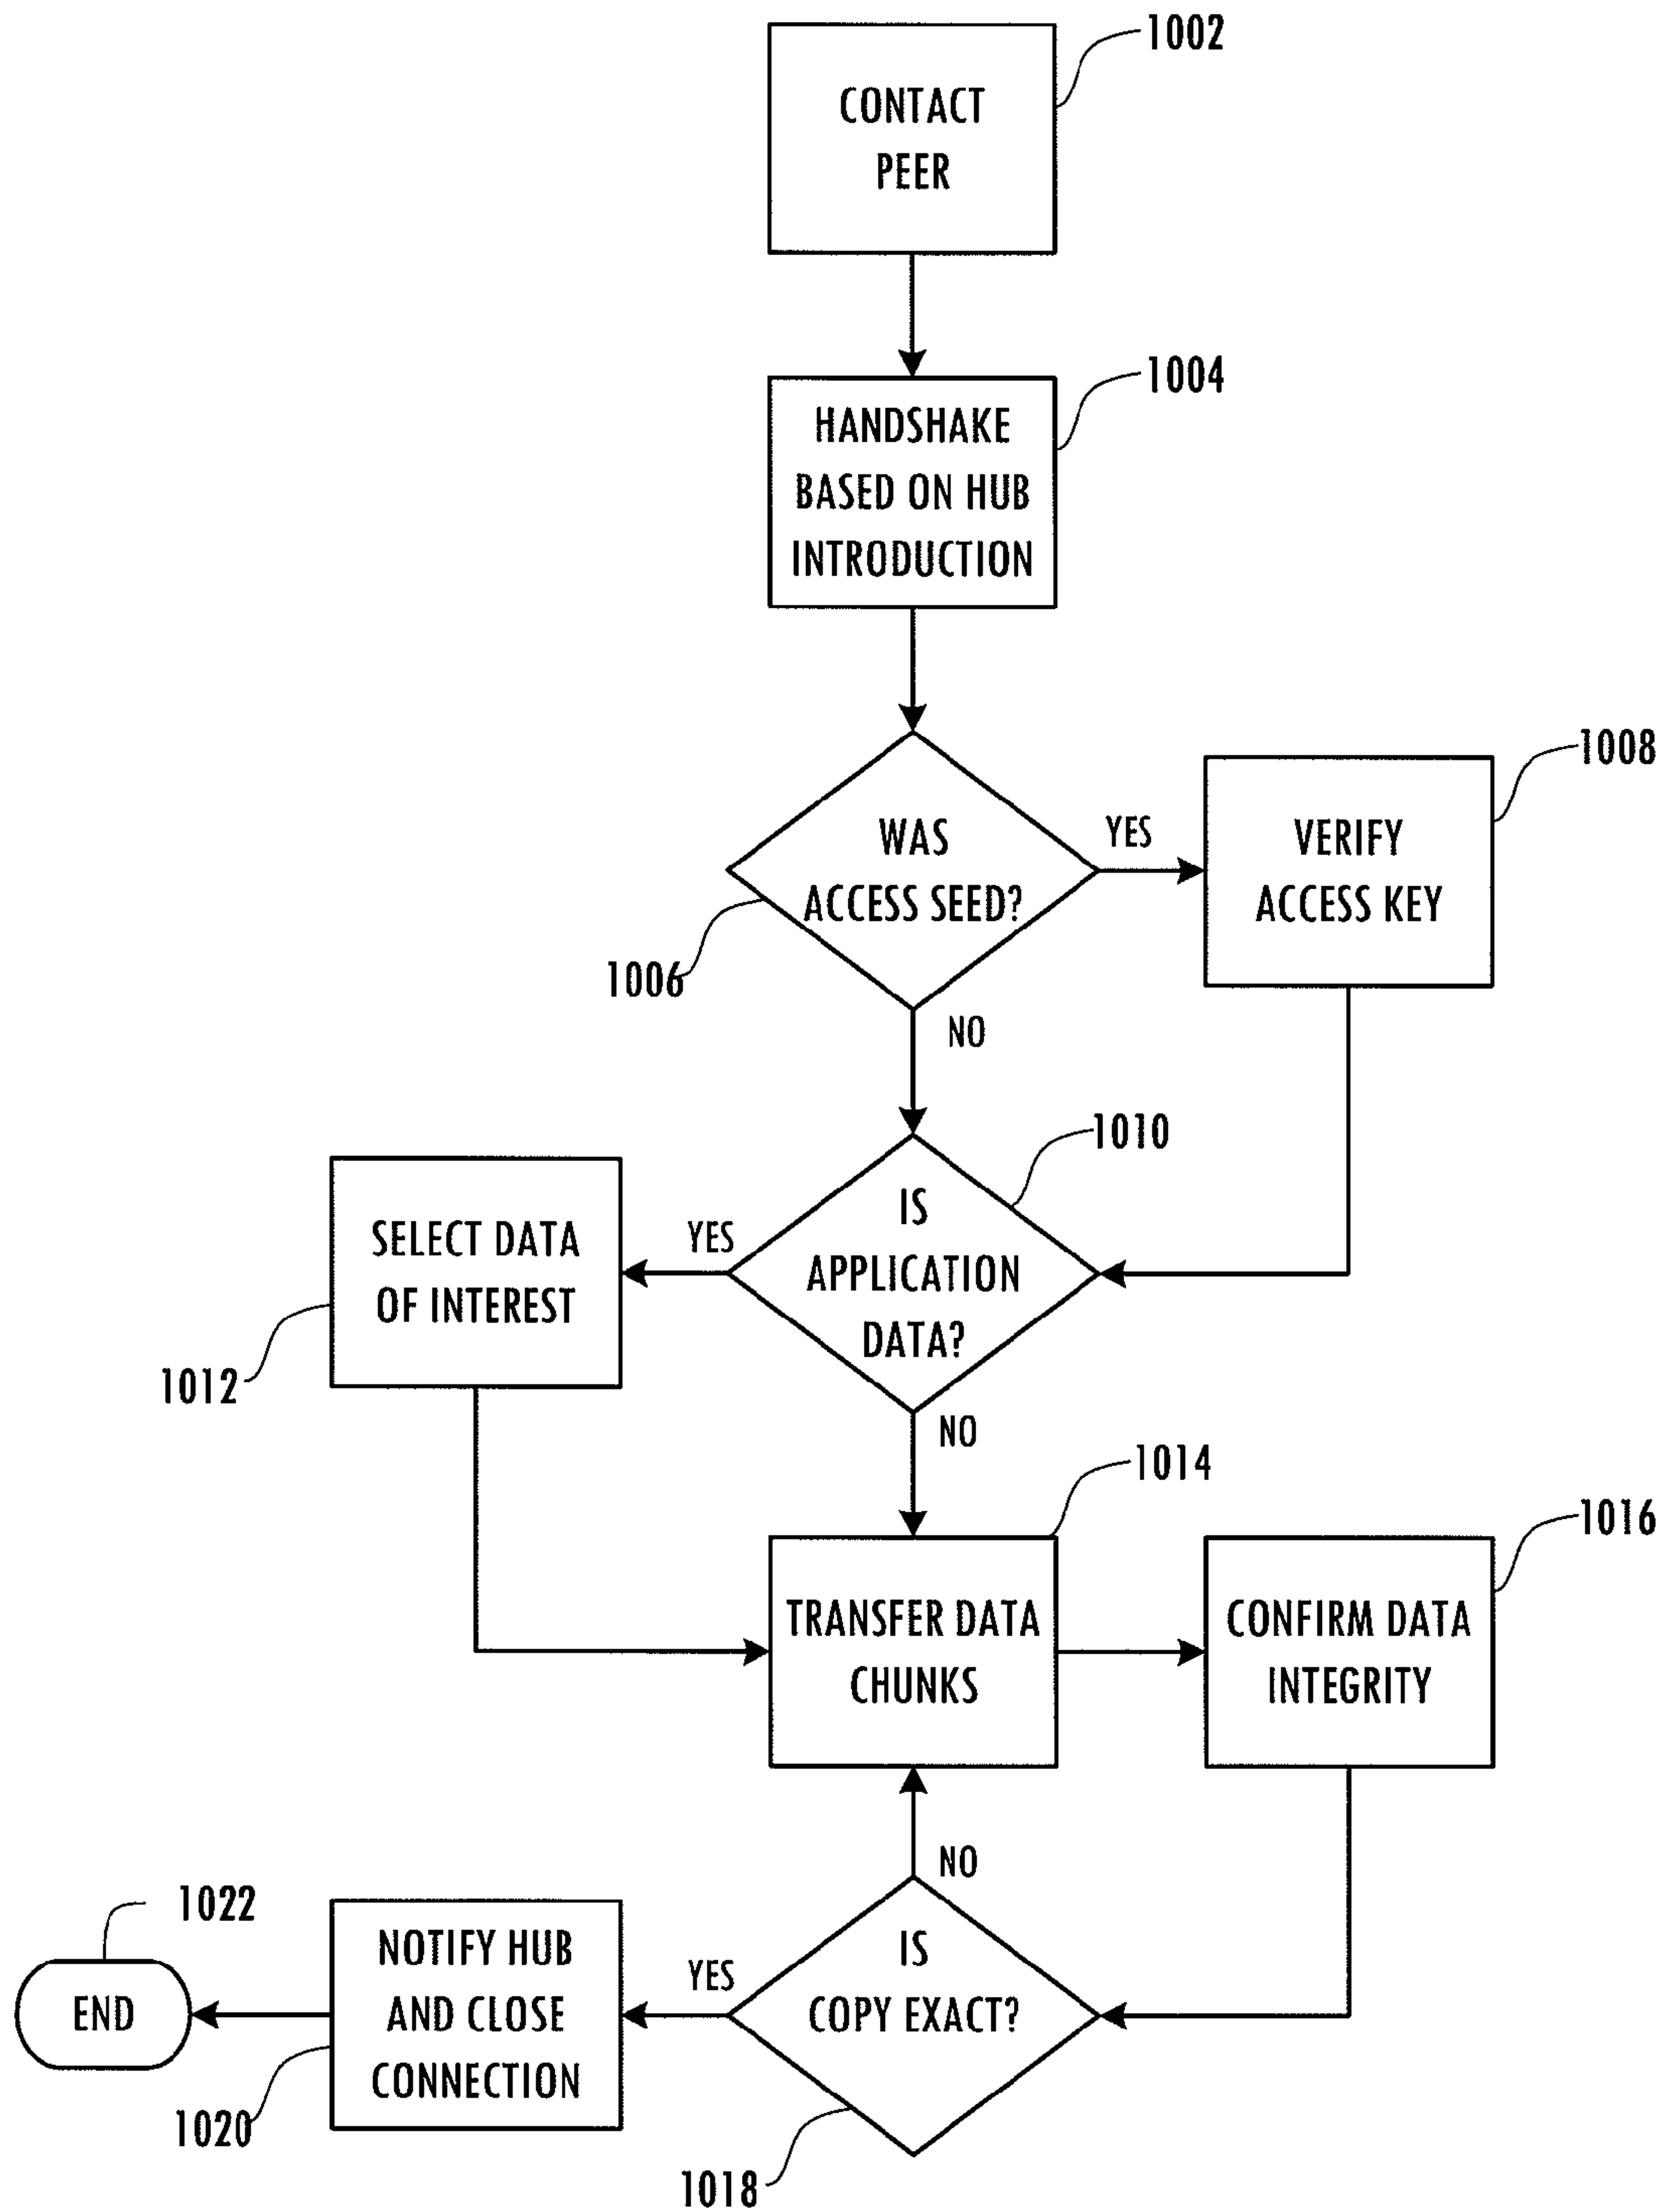 1002
CONTACT
PEER
1004
HANDSHAKE
BASED ON HUB
INTRODUCTION
1008
WAS
ACCESS SEED?
YES
VERIFY
ACCESS KEY
1006
NO
1010
IS
APPLICATION
DATA?
YES
SELECT DATA
OF INTEREST
1012
NO
1014
1016
TRANSFER DATA
CHUNKS
CONFIRM DATA
INTEGRITY
NO
1022
END
NOTIFY HUB
AND CLOSE
CONNECTION
YES
IS
COPY EXACT?
1020
1018